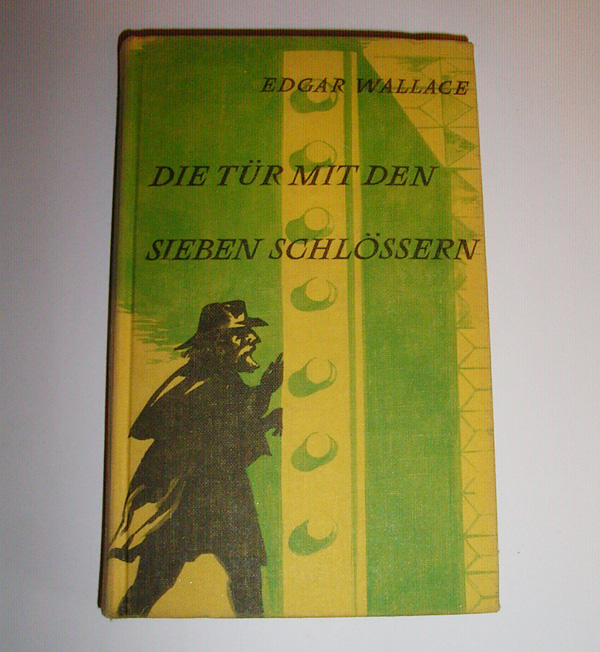 EDGAR WALLACE
DIE TÜR MIT DEN
SIEBEN SCHLÖSSERN